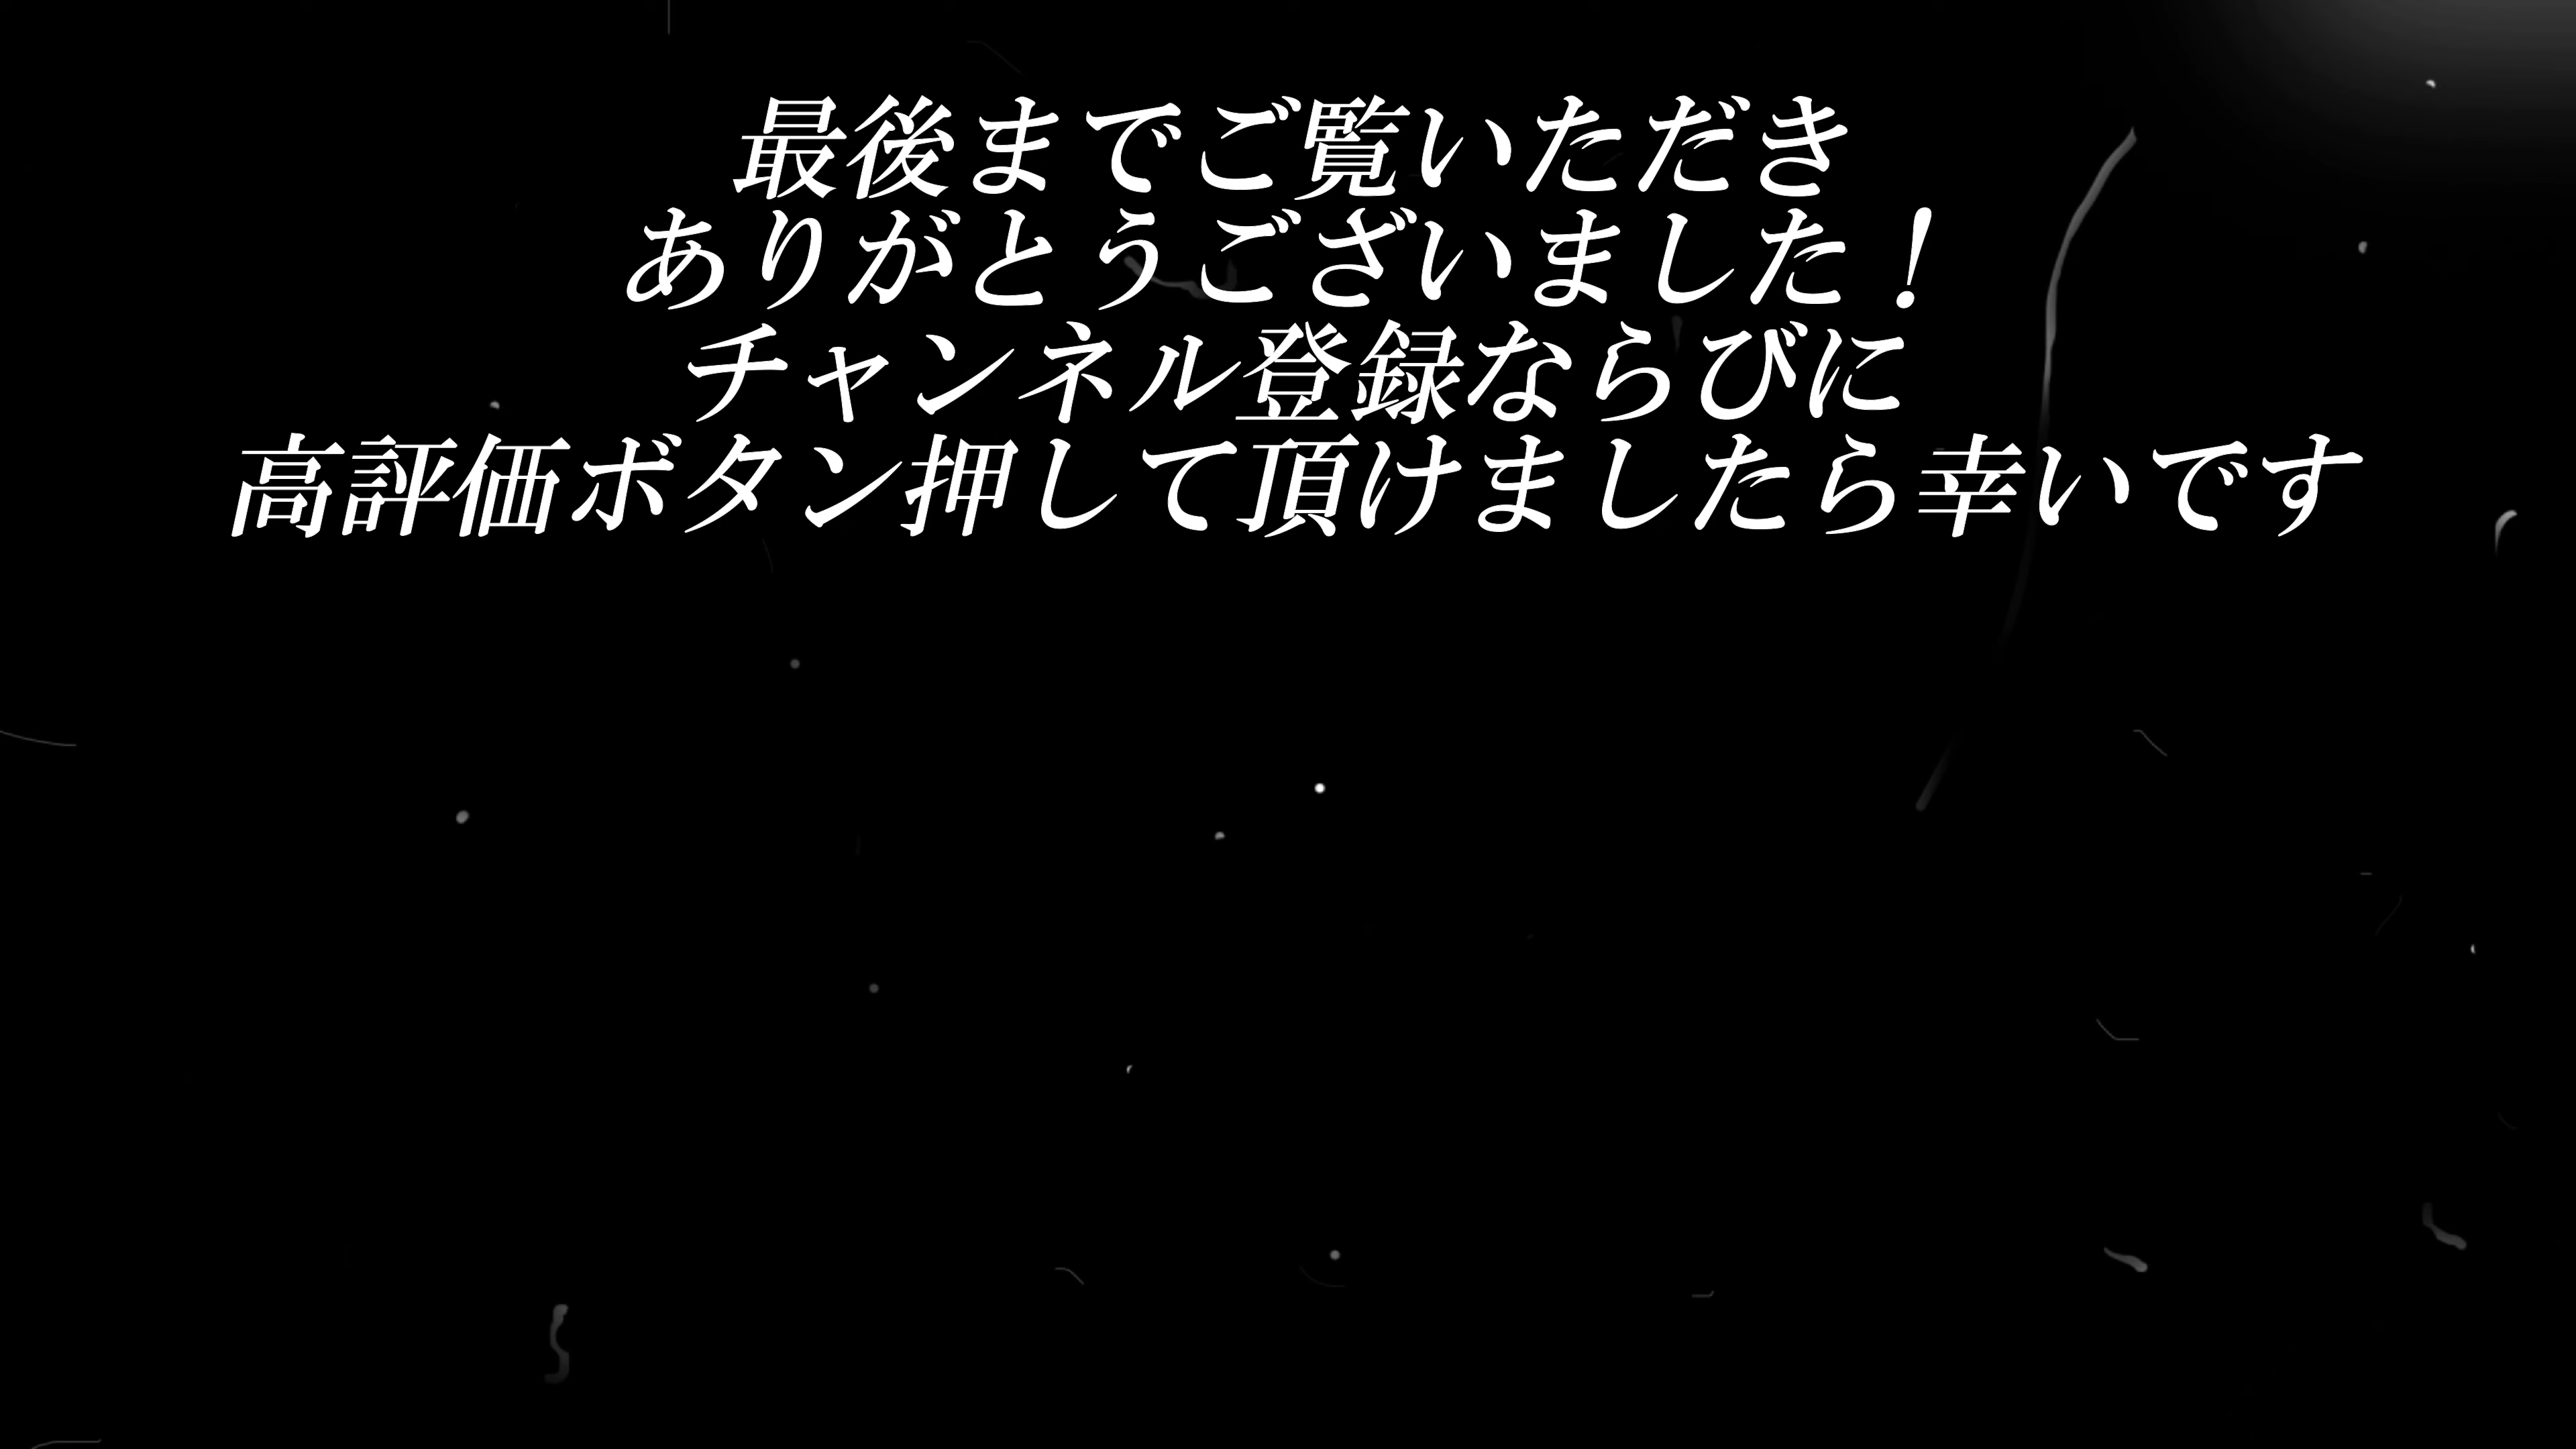 最後までご覧いただき
ありがとうございました！
チャンネル登録ならびに
高評価ボタン押して頂けましたら幸いです